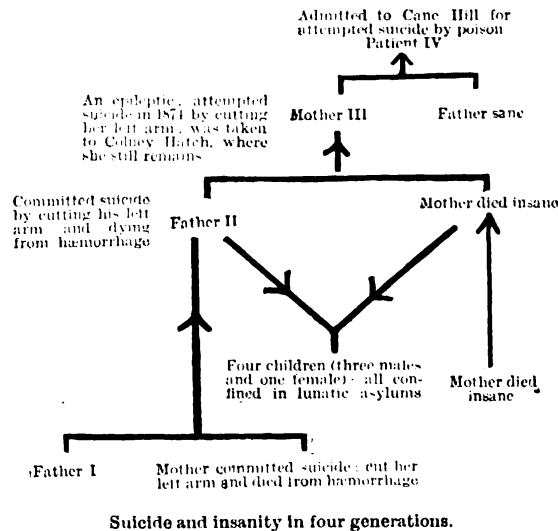 Admitted to Cane Hill for
attempted suicide by poison
Patient IV
An epileptic, attempted
suicide in 1874 by cutting
her left arm, was taken
to Colney Hatch, where
she still remains
Mother III
Father sane
Committed suicide
by cutting his left
arm and dying
from hæmorrhage
Father II
Mother died insane
Four children (three males
and one female): all con-
fined in lunatic asylums
Mother died
insane
Father I
Mother committed suicide: cut her
left arm and died from hæmorrhage
Suicide and insanity in four generations.